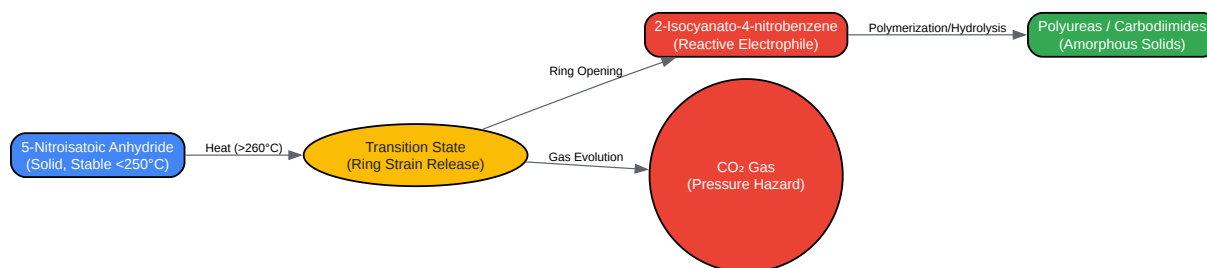 5-Nitroisatoic Anhydride
(Solid, Stable <250°C)
Heat (>260°C)
Transition State
(Ring Strain Release)
Ring Opening
Gas Evolution
2-Isocyanato-4-nitrobenzene
(Reactive Electrophile)
CO₂ Gas
(Pressure Hazard)
Polymerization/Hydrolysis
Polyureas / Carbodiimides
(Amorphous Solids)